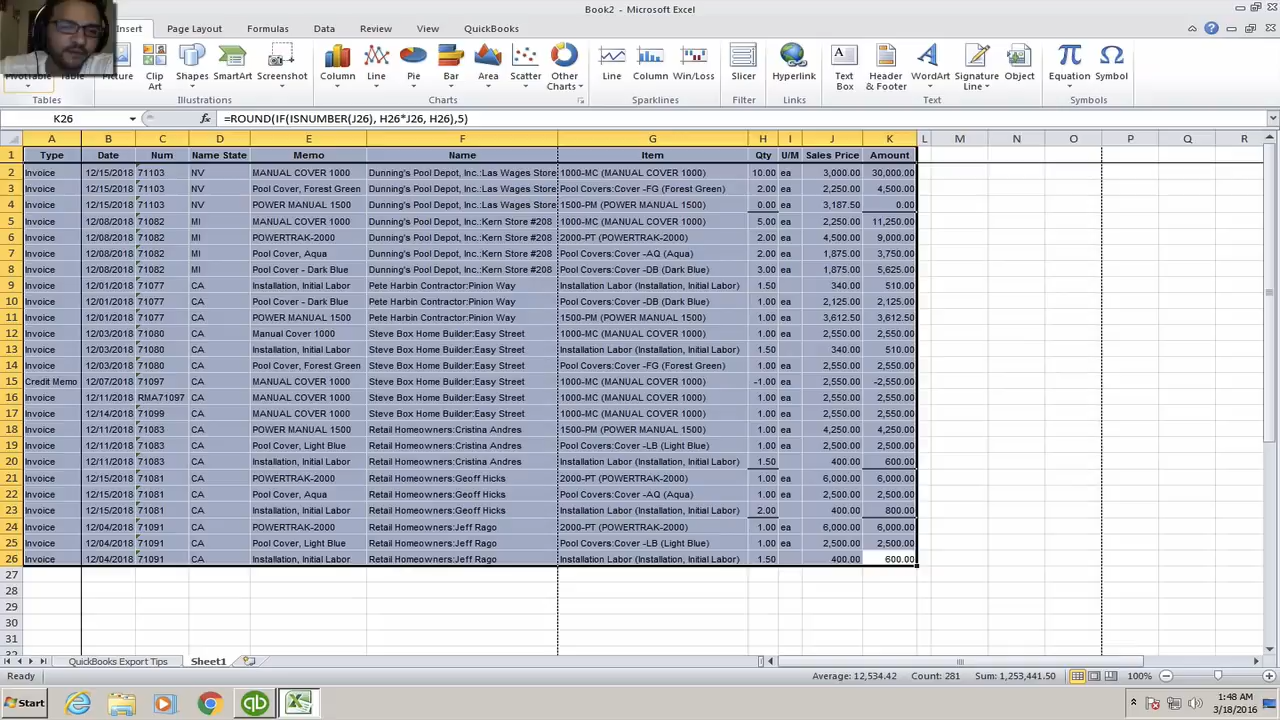 Book2 - Microsoft Excel
Insert Page Layout Formulas Data Review View QuickBooks
PivotTable Table Picture Clip Art Shapes SmartArt Screenshot Column Line Pie Bar Area Scatter Other Charts Line Column Win/Loss Slicer Hyperlink Text Box Header & Footer WordArt Signature Line Object Equation Symbol
Tables Illustrations Charts Sparklines Filter Links Text Symbols
K26 fx =ROUND(IF(ISNUMBER(J26), H26*J26, H26),5)
A B C D E F G H I J K L M N O P Q R
1 Type Date Num Name State Memo Name Item Qty U/M Sales Price Amount
2 Invoice 12/15/2018 71103 NV MANUAL COVER 1000 Dunning's Pool Depot, Inc.:Las Wages Store 1000-MC (MANUAL COVER 1000) 10.00 ea 3,000.00 30,000.00
3 Invoice 12/15/2018 71103 NV Pool Cover, Forest Green Dunning's Pool Depot, Inc.:Las Wages Store Pool Covers:Cover -FG (Forest Green) 2.00 ea 2,250.00 4,500.00
4 Invoice 12/15/2018 71103 NV POWER MANUAL 1500 Dunning's Pool Depot, Inc.:Las Wages Store 1500-PM (POWER MANUAL 1500) 0.00 ea 3,187.50 0.00
5 Invoice 12/08/2018 71082 MI MANUAL COVER 1000 Dunning's Pool Depot, Inc.:Kern Store #208 1000-MC (MANUAL COVER 1000) 5.00 ea 2,250.00 11,250.00
6 Invoice 12/08/2018 71082 MI POWERTRAK-2000 Dunning's Pool Depot, Inc.:Kern Store #208 2000-PT (POWERTRAK-2000) 2.00 ea 4,500.00 9,000.00
7 Invoice 12/08/2018 71082 MI Pool Cover, Aqua Dunning's Pool Depot, Inc.:Kern Store #208 Pool Covers:Cover -AQ (Aqua) 2.00 ea 1,875.00 3,750.00
8 Invoice 12/08/2018 71082 MI Pool Cover - Dark Blue Dunning's Pool Depot, Inc.:Kern Store #208 Pool Covers:Cover -DB (Dark Blue) 3.00 ea 1,875.00 5,625.00
9 Invoice 12/01/2018 71077 CA Installation, Initial Labor Pete Harbin Contractor:Pinion Way Installation Labor (Installation, Initial Labor) 1.50 340.00 510.00
10 Invoice 12/01/2018 71077 CA Pool Cover - Dark Blue Pete Harbin Contractor:Pinion Way Pool Covers:Cover -DB (Dark Blue) 1.00 ea 2,125.00 2,125.00
11 Invoice 12/01/2018 71077 CA POWER MANUAL 1500 Pete Harbin Contractor:Pinion Way 1500-PM (POWER MANUAL 1500) 1.00 ea 3,612.50 3,612.50
12 Invoice 12/03/2018 71080 CA Manual Cover 1000 Steve Box Home Builder:Easy Street 1000-MC (MANUAL COVER 1000) 1.00 ea 2,550.00 2,550.00
13 Invoice 12/03/2018 71080 CA Installation, Initial Labor Steve Box Home Builder:Easy Street Installation Labor (Installation, Initial Labor) 1.50 340.00 510.00
14 Invoice 12/03/2018 71080 CA Pool Cover, Forest Green Steve Box Home Builder:Easy Street Pool Covers:Cover -FG (Forest Green) 1.00 ea 2,550.00 2,550.00
15 Credit Memo 12/07/2018 71097 CA MANUAL COVER 1000 Steve Box Home Builder:Easy Street 1000-MC (MANUAL COVER 1000) -1.00 ea 2,550.00 -2,550.00
16 Invoice 12/11/2018 RMA71097 CA MANUAL COVER 1000 Steve Box Home Builder:Easy Street 1000-MC (MANUAL COVER 1000) 1.00 ea 2,550.00 2,550.00
17 Invoice 12/14/2018 71099 CA MANUAL COVER 1000 Steve Box Home Builder:Easy Street 1000-MC (MANUAL COVER 1000) 1.00 ea 2,550.00 2,550.00
18 Invoice 12/11/2018 71083 CA POWER MANUAL 1500 Retail Homeowners:Cristina Andres 1500-PM (POWER MANUAL 1500) 1.00 ea 4,250.00 4,250.00
19 Invoice 12/11/2018 71083 CA Pool Cover, Light Blue Retail Homeowners:Cristina Andres Pool Covers:Cover -LB (Light Blue) 1.00 ea 2,500.00 2,500.00
20 Invoice 12/11/2018 71083 CA Installation, Initial Labor Retail Homeowners:Cristina Andres Installation Labor (Installation, Initial Labor) 1.50 400.00 600.00
21 Invoice 12/15/2018 71081 CA POWERTRAK-2000 Retail Homeowners:Geoff Hicks 2000-PT (POWERTRAK-2000) 1.00 ea 6,000.00 6,000.00
22 Invoice 12/15/2018 71081 CA Pool Cover, Aqua Retail Homeowners:Geoff Hicks Pool Covers:Cover -AQ (Aqua) 1.00 ea 2,500.00 2,500.00
23 Invoice 12/15/2018 71081 CA Installation, Initial Labor Retail Homeowners:Geoff Hicks Installation Labor (Installation, Initial Labor) 2.00 400.00 800.00
24 Invoice 12/04/2018 71091 CA POWERTRAK-2000 Retail Homeowners:Jeff Rago 2000-PT (POWERTRAK-2000) 1.00 ea 6,000.00 6,000.00
25 Invoice 12/04/2018 71091 CA Pool Cover, Light Blue Retail Homeowners:Jeff Rago Pool Covers:Cover -LB (Light Blue) 1.00 ea 2,500.00 2,500.00
26 Invoice 12/04/2018 71091 CA Installation, Initial Labor Retail Homeowners:Jeff Rago Installation Labor (Installation, Initial Labor) 1.50 400.00 600.00
27
28
29
30
31
32
QuickBooks Export Tips Sheet1
Ready Average: 12,534.42 Count: 281 Sum: 1,253,441.50 100%
Start qb 1:48 AM
3/18/2016